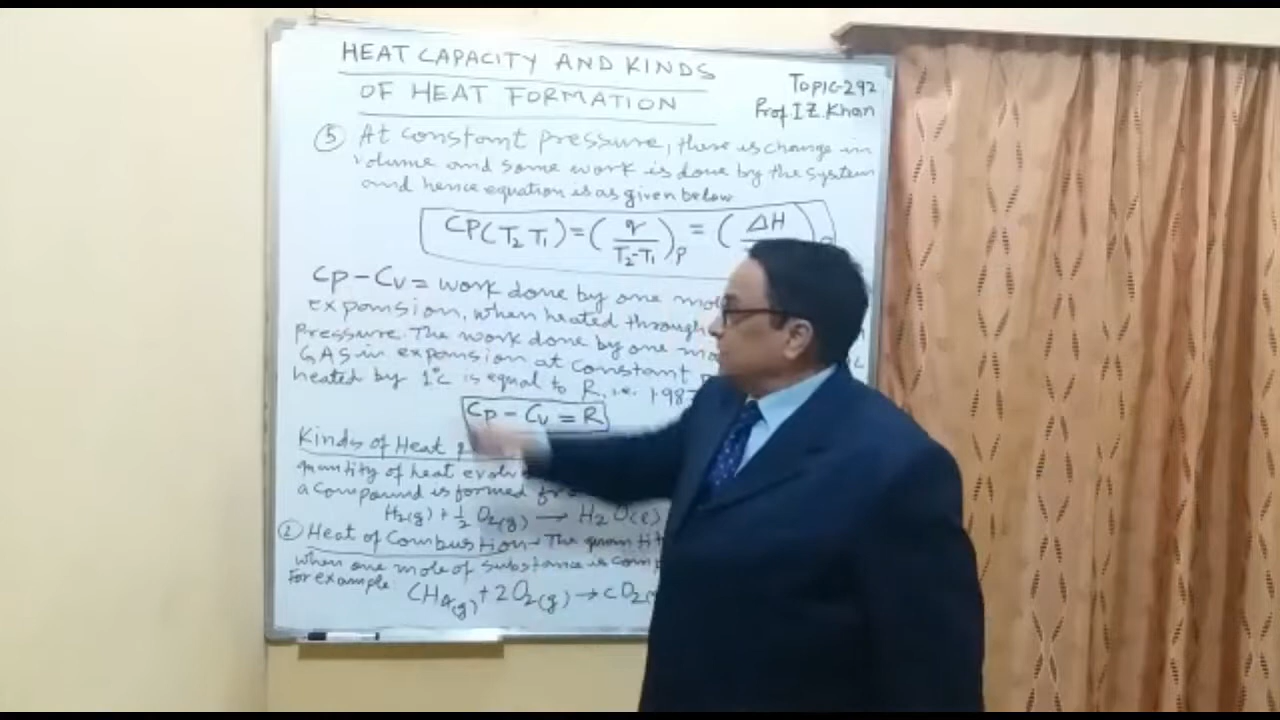 HEAT CAPACITY AND KINDS
OF HEAT FORMATION
TOPIC-292
Prof. I Z. Khan
⑤ At constant pressure, there is change in
volume and some work is done by the system
and hence equation is as given below
CP(T₂ T₁) = (q / T₂-T₁)p = (ΔH
Cp - Cv = work done by one
expansion, when heated through
Pressure. The work done by one
GAS in expansion at constant
heated by 1°C is equal to R, i.e. 1.987
Cp - Cv = R
Kinds of Heat
quantity of heat
a compound is formed
H₂(g) + ½ O₂(g) → H₂O(l)
② Heat of Combustion - The
when one mole of substance is
For example: CH₄(g) + 2O₂(g) → CO₂